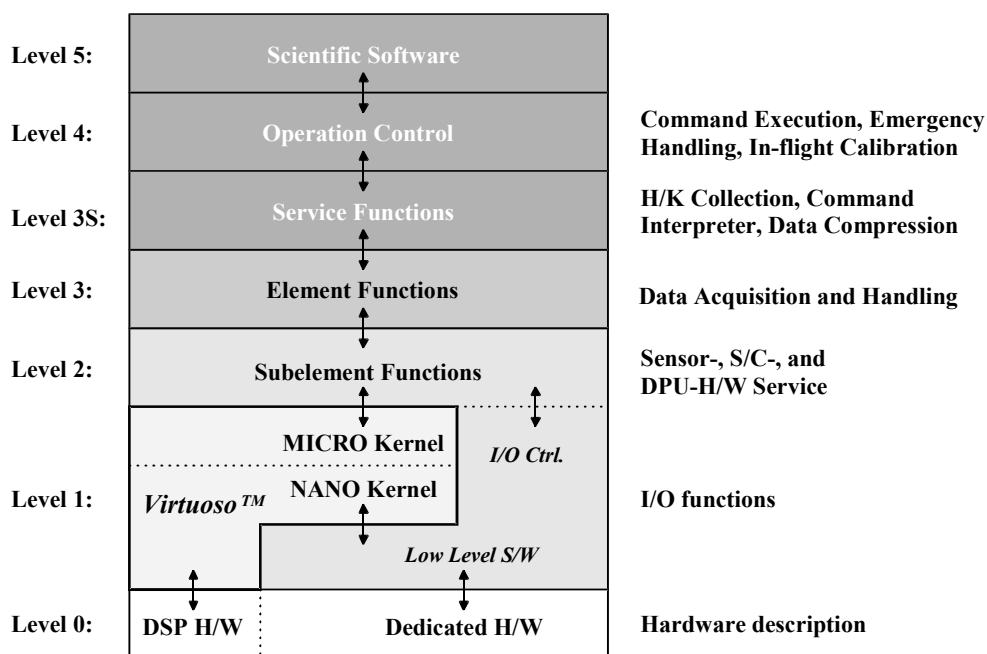 Level 5:
Scientific Software
Level 4:
Operation Control
Command Execution, Emergency
Handling, In-flight Calibration
Level 3S:
Service Functions
H/K Collection, Command
Interpreter, Data Compression
Level 3:
Element Functions
Data Acquisition and Handling
Level 2:
Subelement Functions
Sensor-, S/C-, and
DPU-H/W Service
MICRO Kernel
I/O Ctrl.
Level 1:
Virtuoso™
NANO Kernel
I/O functions
Low Level S/W
Level 0:
DSP H/W
Dedicated H/W
Hardware description